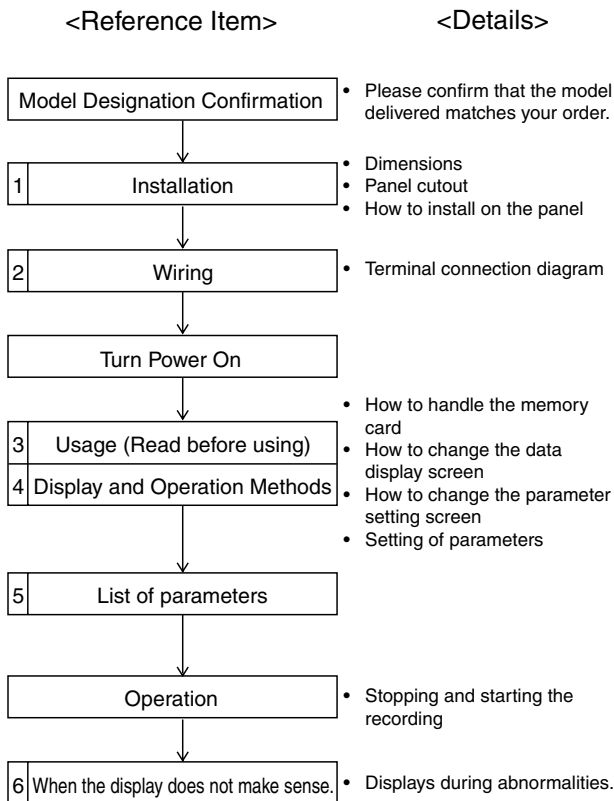 <Reference Item>
<Details>
Model Designation Confirmation
• Please confirm that the model
delivered matches your order.
1 Installation
• Dimensions
• Panel cutout
• How to install on the panel
2 Wiring
• Terminal connection diagram
Turn Power On
3 Usage (Read before using)
4 Display and Operation Methods
• How to handle the memory
card
• How to change the data
display screen
• How to change the parameter
setting screen
• Setting of parameters
5 List of parameters
Operation
• Stopping and starting the
recording
6 When the display does not make sense.
• Displays during abnormalities.